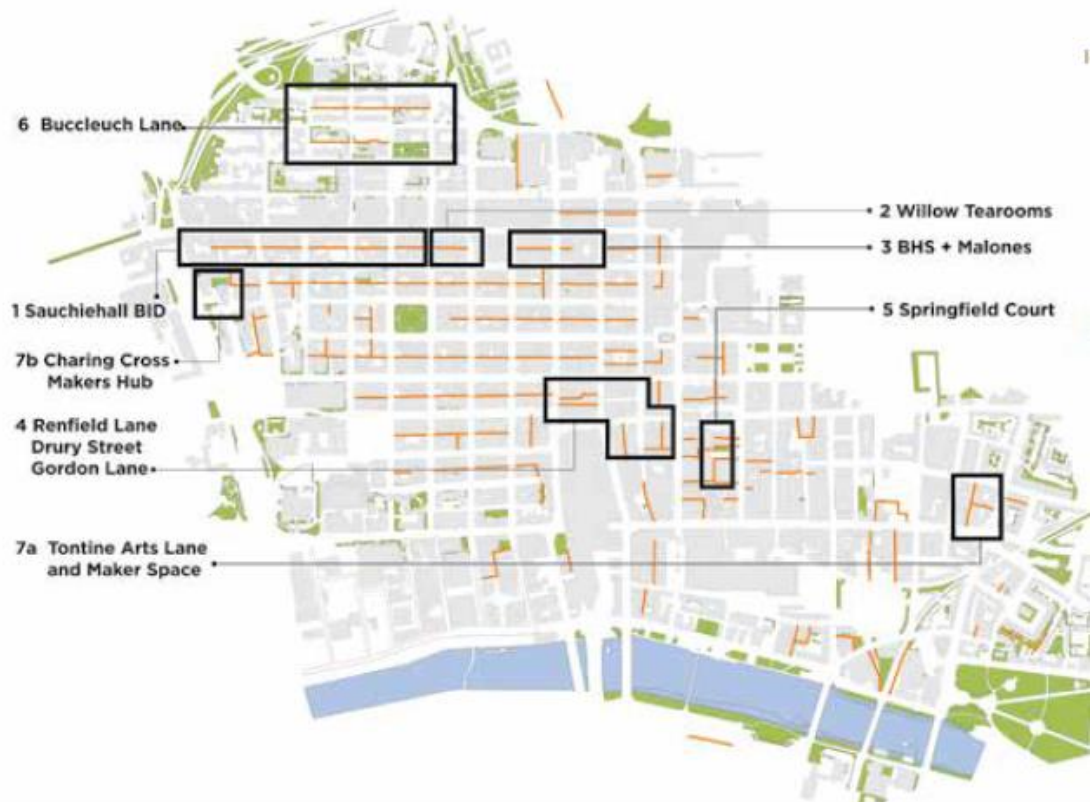 6 Buccleuch Lane
2 Willow Tearooms
3 BHS + Malones
1 Sauchiehall BID
5 Springfield Court
7b Charing Cross
Makers Hub
4 Renfield Lane
Drury Street
Gordon Lane
7a Tontine Arts Lane
and Maker Space